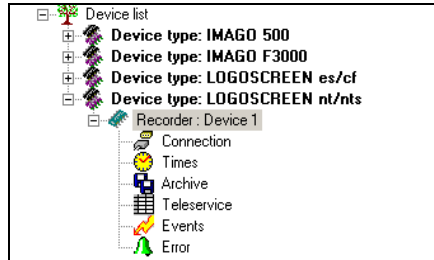 Device list
Device type: IMAGO 500
Device type: IMAGO F3000
Device type: LOGOSCREEN es/cf
Device type: LOGOSCREEN nt/nts
Recorder : Device 1
Connection
Times
Archive
Teleservice
Events
Error